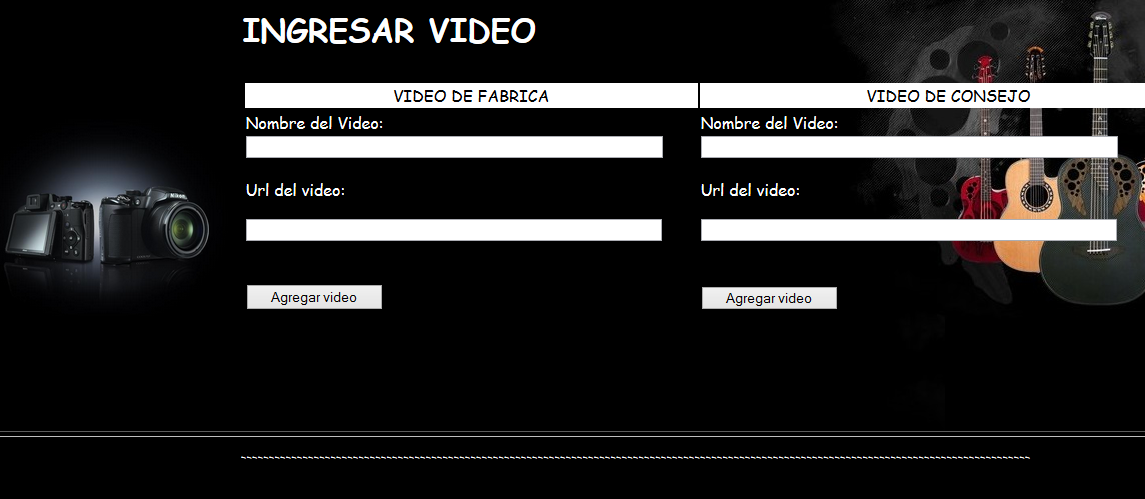 INGRESAR VIDEO
VIDEO DE FABRICA
VIDEO DE CONSEJO
Nombre del Video:
Nombre del Video:
Url del video:
Url del video:
Agregar video
Agregar video
Nikon